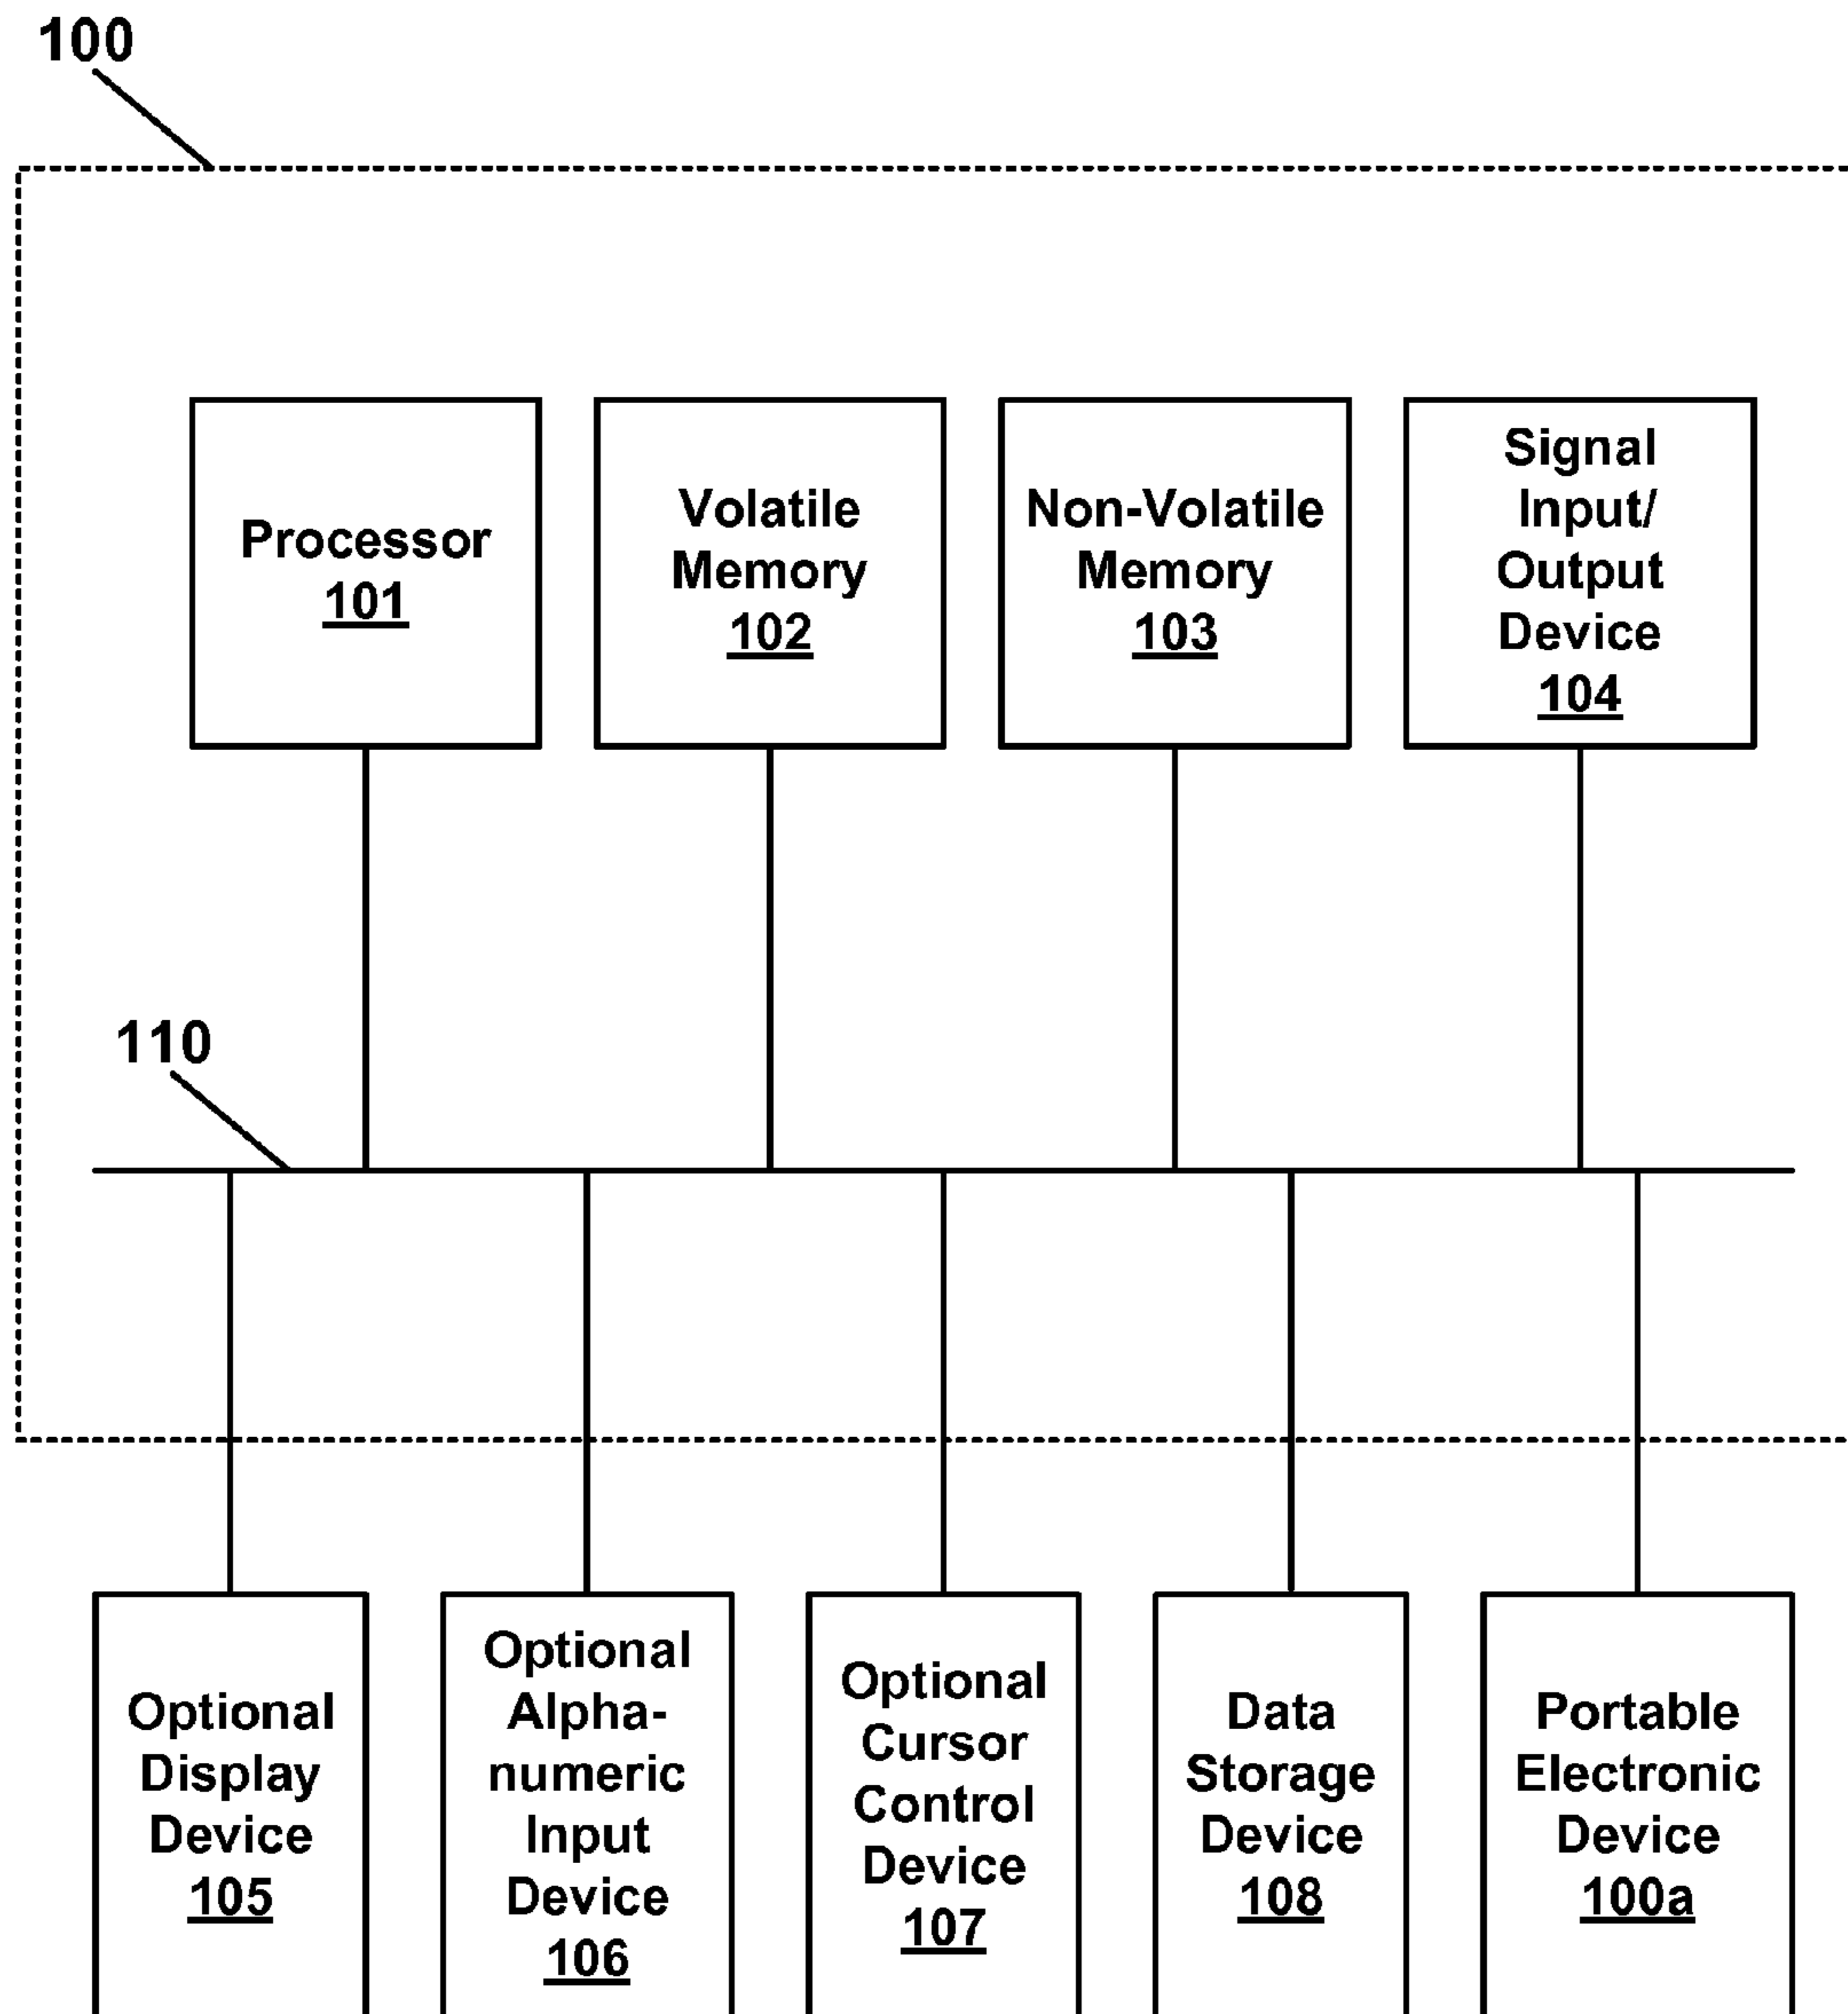 100
Processor
101
Volatile
Memory
102
Non-Volatile
Memory
103
Signal
Input/
Output
Device
104
110
Optional
Display
Device
105
Optional
Alpha-
numeric
Input
Device
106
Optional
Cursor
Control
Device
107
Data
Storage
Device
108
Portable
Electronic
Device
100a